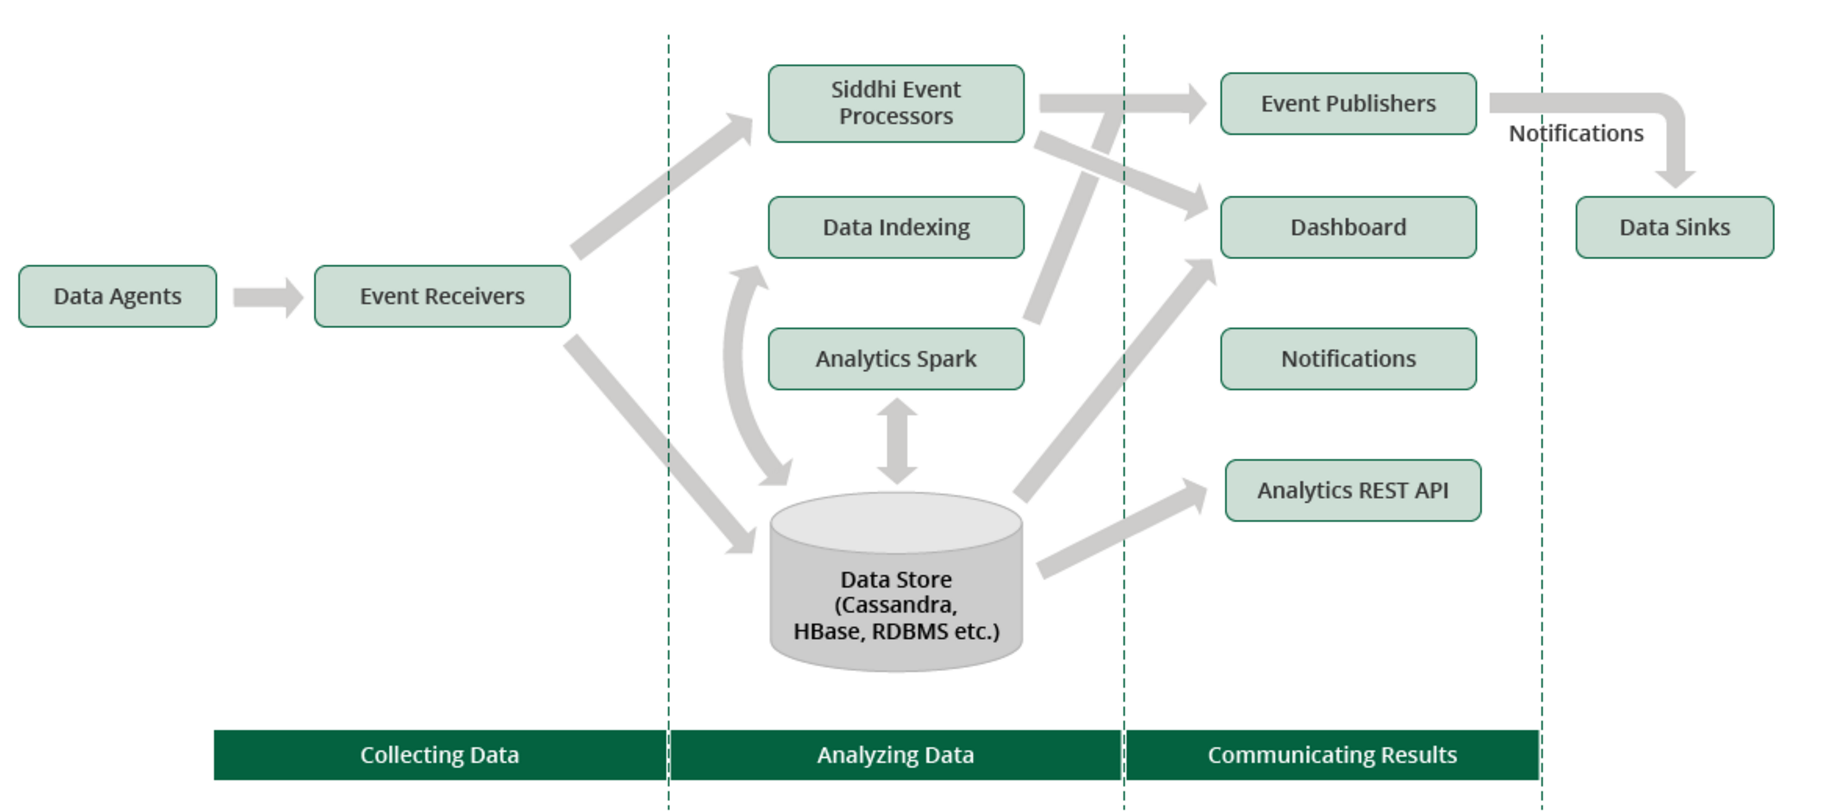 Siddhi Event
Processors
Event Publishers
Notifications
Data Indexing
Dashboard
Data Sinks
Data Agents
Event Receivers
Analytics Spark
Notifications
Analytics REST API
Data Store
(Cassandra,
HBase, RDBMS etc.)
Collecting Data
Analyzing Data
Communicating Results